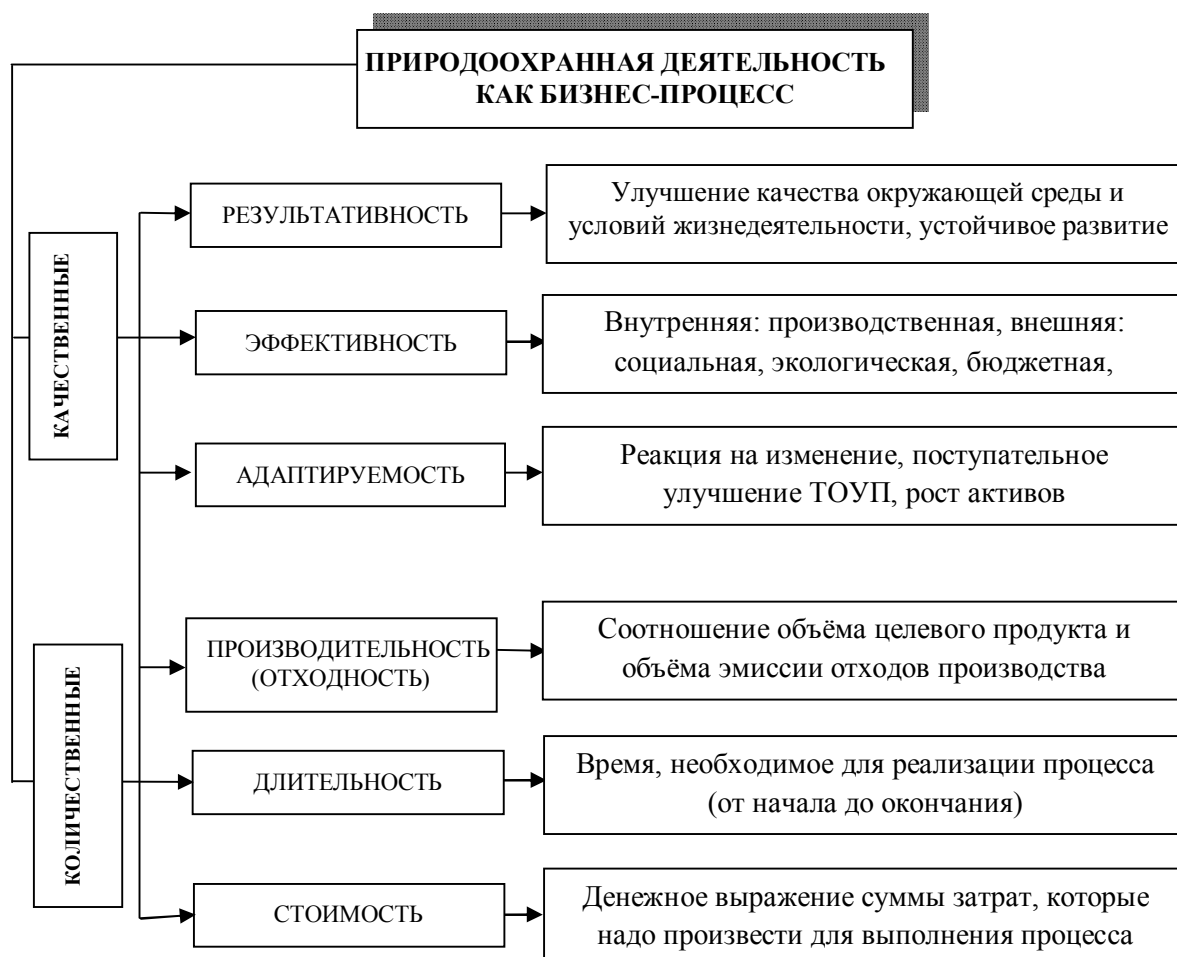 ПРИРОДООХРАННАЯ ДЕЯТЕЛЬНОСТЬ
КАК БИЗНЕС-ПРОЦЕСС
КАЧЕСТВЕННЫЕ
РЕЗУЛЬТАТИВНОСТЬ
Улучшение качества окружающей среды и
условий жизнедеятельности, устойчивое развитие
ЭФФЕКТИВНОСТЬ
Внутренняя: производственная, внешняя:
социальная, экологическая, бюджетная,
АДАПТИРУЕМОСТЬ
Реакция на изменение, поступательное
улучшение ТОУП, рост активов
КОЛИЧЕСТВЕННЫЕ
ПРОИЗВОДИТЕЛЬНОСТЬ
(ОТХОДНОСТЬ)
Соотношение объёма целевого продукта и
объёма эмиссии отходов производства
ДЛИТЕЛЬНОСТЬ
Время, необходимое для реализации процесса
(от начала до окончания)
СТОИМОСТЬ
Денежное выражение суммы затрат, которые
надо произвести для выполнения процесса